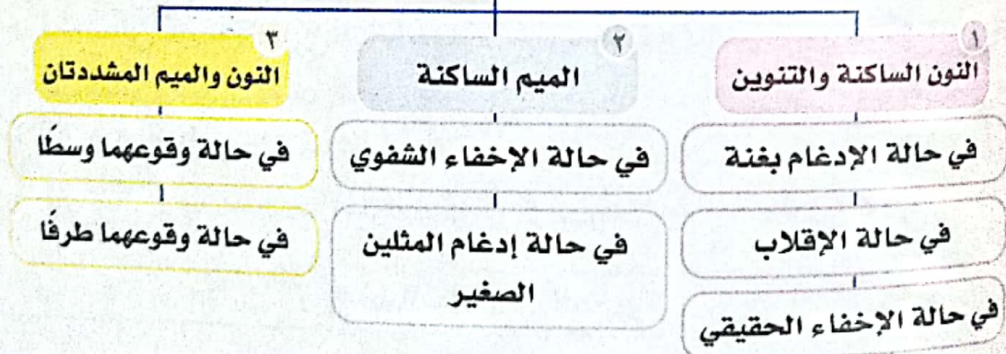 ١
النون الساكنة والتنوين
في حالة الإدغام بغنة
في حالة الإقلاب
في حالة الإخفاء الحقيقي
٢
الميم الساكنة
في حالة الإخفاء الشفوي
في حالة إدغام المثلين
الصغير
٣
النون والميم المشددتان
في حالة وقوعهما وسطًا
في حالة وقوعهما طرفًا